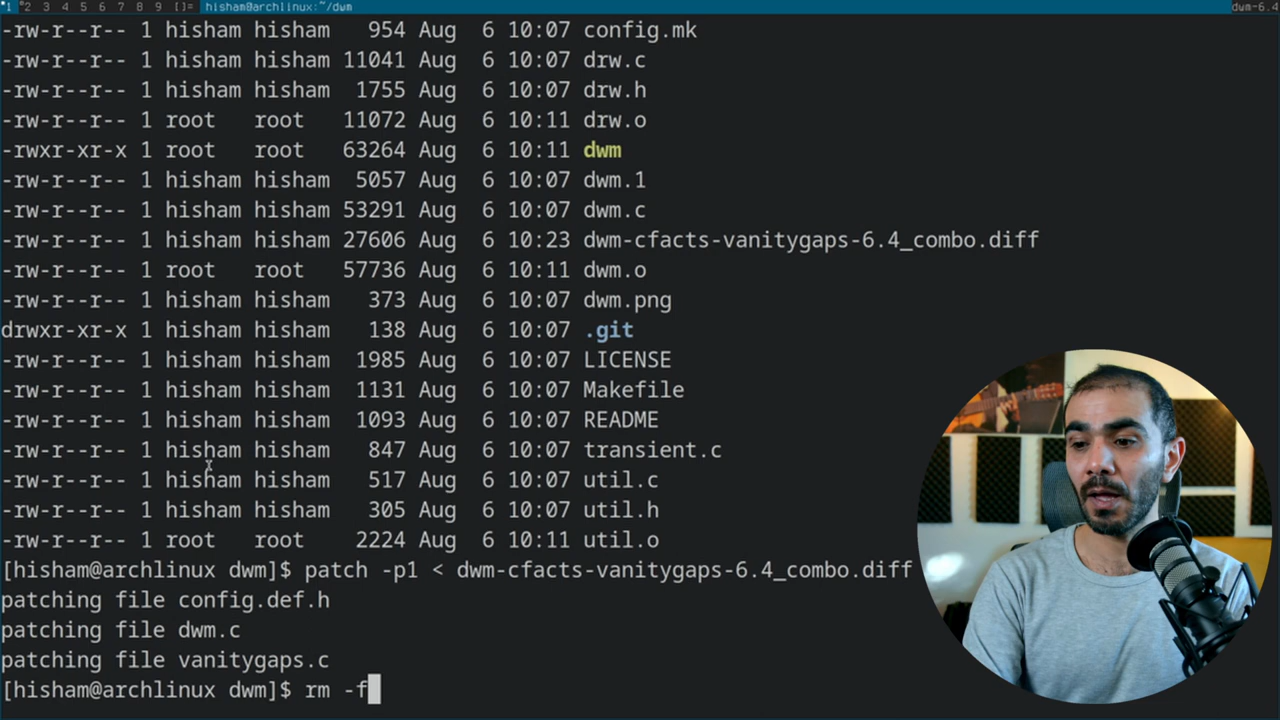 1 2 3 4 5 6 7 8 9 []= hisham@archlinux:~/dwm dwm-6.4
-rw-r--r-- 1 hisham hisham 954 Aug 6 10:07 config.mk
-rw-r--r-- 1 hisham hisham 11041 Aug 6 10:07 drw.c
-rw-r--r-- 1 hisham hisham 1755 Aug 6 10:07 drw.h
-rw-r--r-- 1 root root 11072 Aug 6 10:11 drw.o
-rwxr-xr-x 1 root root 63264 Aug 6 10:11 dwm
-rw-r--r-- 1 hisham hisham 5057 Aug 6 10:07 dwm.1
-rw-r--r-- 1 hisham hisham 53291 Aug 6 10:07 dwm.c
-rw-r--r-- 1 hisham hisham 27606 Aug 6 10:23 dwm-cfacts-vanitygaps-6.4_combo.diff
-rw-r--r-- 1 root root 57736 Aug 6 10:11 dwm.o
-rw-r--r-- 1 hisham hisham 373 Aug 6 10:07 dwm.png
drwxr-xr-x 1 hisham hisham 138 Aug 6 10:07 .git
-rw-r--r-- 1 hisham hisham 1985 Aug 6 10:07 LICENSE
-rw-r--r-- 1 hisham hisham 1131 Aug 6 10:07 Makefile
-rw-r--r-- 1 hisham hisham 1093 Aug 6 10:07 README
-rw-r--r-- 1 hisham hisham 847 Aug 6 10:07 transient.c
-rw-r--r-- 1 hisham hisham 517 Aug 6 10:07 util.c
-rw-r--r-- 1 hisham hisham 305 Aug 6 10:07 util.h
-rw-r--r-- 1 root root 2224 Aug 6 10:11 util.o
[hisham@archlinux dwm]$ patch -p1 < dwm-cfacts-vanitygaps-6.4_combo.diff
patching file config.def.h
patching file dwm.c
patching file vanitygaps.c
[hisham@archlinux dwm]$ rm -f